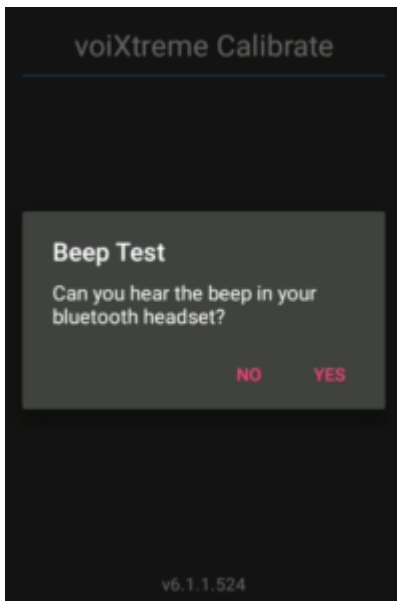 voiXtreme Calibrate
Beep Test
Can you hear the beep in your
bluetooth headset?
NO YES
v6.1.1.524